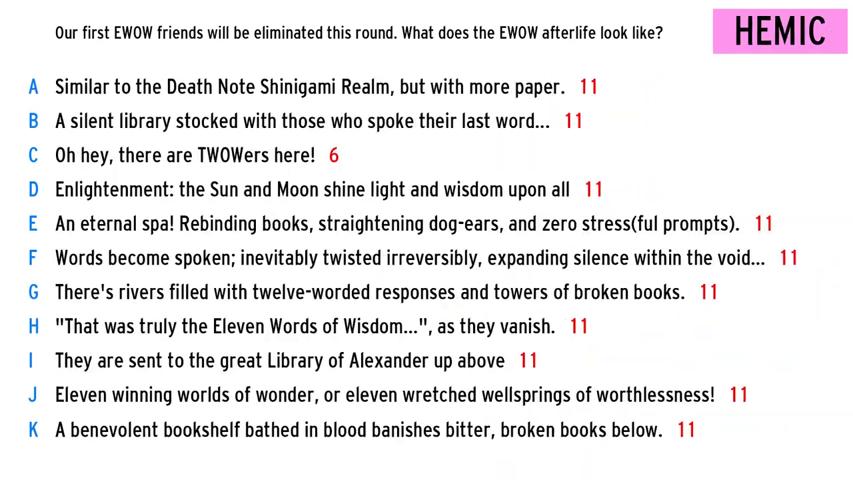 Our first EWOW friends will be eliminated this round. What does the EWOW afterlife look like? HEMIC
A Similar to the Death Note Shinigami Realm, but with more paper. 11
B A silent library stocked with those who spoke their last word... 11
C Oh hey, there are TWOWers here! 6
D Enlightenment: the Sun and Moon shine light and wisdom upon all 11
E An eternal spa! Rebinding books, straightening dog-ears, and zero stress(ful prompts). 11
F Words become spoken; inevitably twisted irreversibly, expanding silence within the void... 11
G There's rivers filled with twelve-worded responses and towers of broken books. 11
H "That was truly the Eleven Words of Wisdom...", as they vanish. 11
I They are sent to the great Library of Alexander up above 11
J Eleven winning worlds of wonder, or eleven wretched wellsprings of worthlessness! 11
K A benevolent bookshelf bathed in blood banishes bitter, broken books below. 11